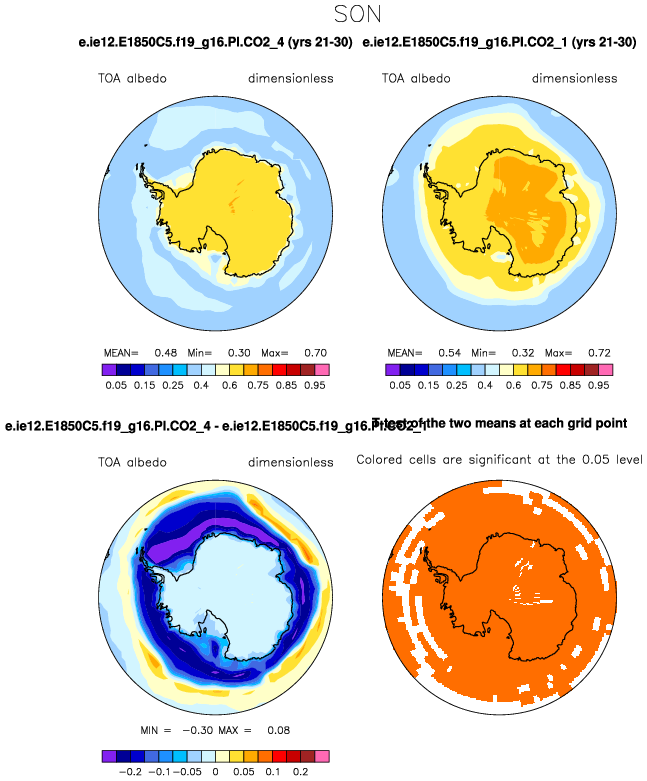 SON
e.ie12.E1850C5.f19_g16.PI.CO2_4 (yrs 21-30) e.ie12.E1850C5.f19_g16.PI.CO2_1 (yrs 21-30)
TOA albedo dimensionless TOA albedo dimensionless
MEAN= 0.48 Min= 0.30 Max= 0.70 MEAN= 0.54 Min= 0.32 Max= 0.72
0.05 0.15 0.25 0.4 0.6 0.75 0.85 0.95 0.05 0.15 0.25 0.4 0.6 0.75 0.85 0.95
e.ie12.E1850C5.f19_g16.PI.CO2_4 - e.ie12.E1850C5.f19_g16.PI.CO2_1 T-test of the two means at each grid point
TOA albedo dimensionless Colored cells are significant at the 0.05 level
MIN = -0.30 MAX = 0.08
-0.2 -0.1 -0.05 0 0.05 0.1 0.2